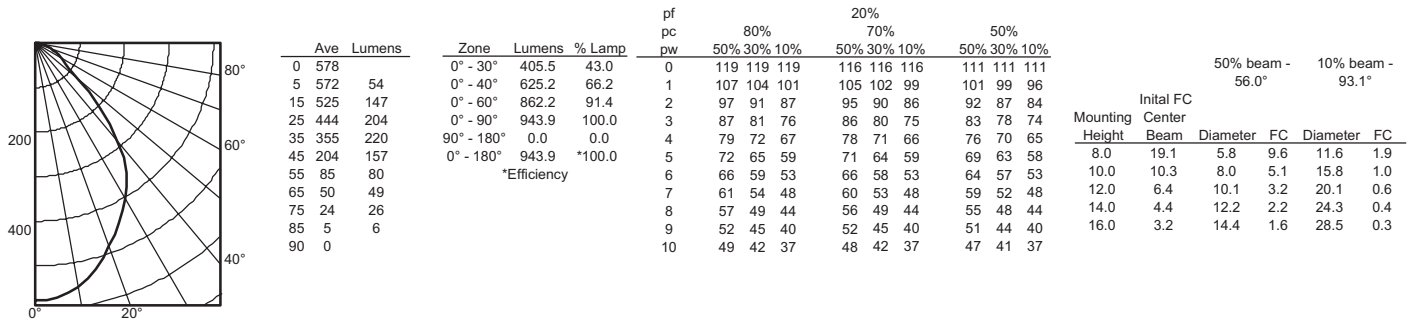 80°
60°
40°
200
400
0° 20°
Ave Lumens
0 578
5 572 54
15 525 147
25 444 204
35 355 220
45 204 157
55 85 80
65 50 49
75 24 26
85 5 6
90 0
Zone Lumens % Lamp
0° - 30° 405.5 43.0
0° - 40° 625.2 66.2
0° - 60° 862.2 91.4
0° - 90° 943.9 100.0
90° - 180° 0.0 0.0
0° - 180° 943.9 *100.0
*Efficiency
pf 20%
pc 80% 70% 50%
pw 50% 30% 10% 50% 30% 10% 50% 30% 10%
0 119 119 119 116 116 116 111 111 111
1 107 104 101 105 102 99 101 99 96
2 97 91 87 95 90 86 92 87 84
3 87 81 76 86 80 75 83 78 74
4 79 72 67 78 71 66 76 70 65
5 72 65 59 71 64 59 69 63 58
6 66 59 53 66 58 53 64 57 53
7 61 54 48 60 53 48 59 52 48
8 57 49 44 56 49 44 55 48 44
9 52 45 40 52 45 40 51 44 40
10 49 42 37 48 42 37 47 41 37
50% beam - 10% beam -
56.0° 93.1°
Inital FC
Mounting Center
Height Beam Diameter FC Diameter FC
8.0 19.1 5.8 9.6 11.6 1.9
10.0 10.3 8.0 5.1 15.8 1.0
12.0 6.4 10.1 3.2 20.1 0.6
14.0 4.4 12.2 2.2 24.3 0.4
16.0 3.2 14.4 1.6 28.5 0.3